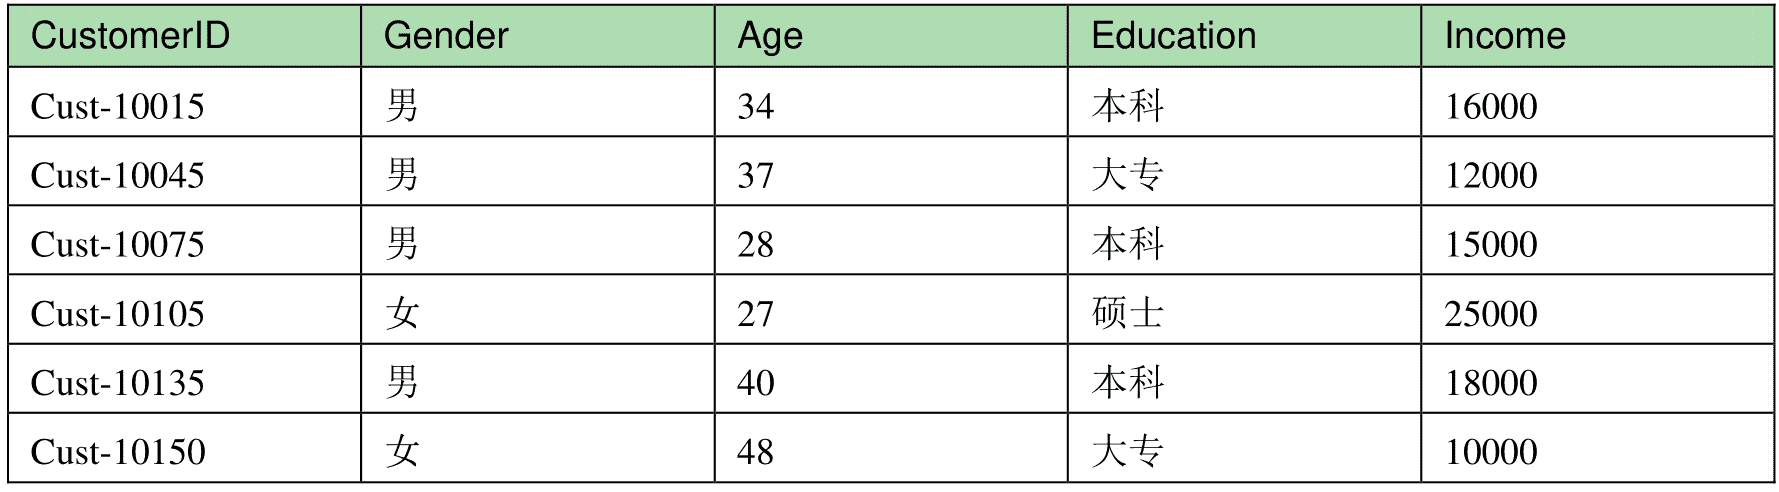 CustomerID Gender Age Education Income
Cust-10015 男 34 本科 16000
Cust-10045 男 37 大专 12000
Cust-10075 男 28 本科 15000
Cust-10105 女 27 硕士 25000
Cust-10135 男 40 本科 18000
Cust-10150 女 48 大专 10000